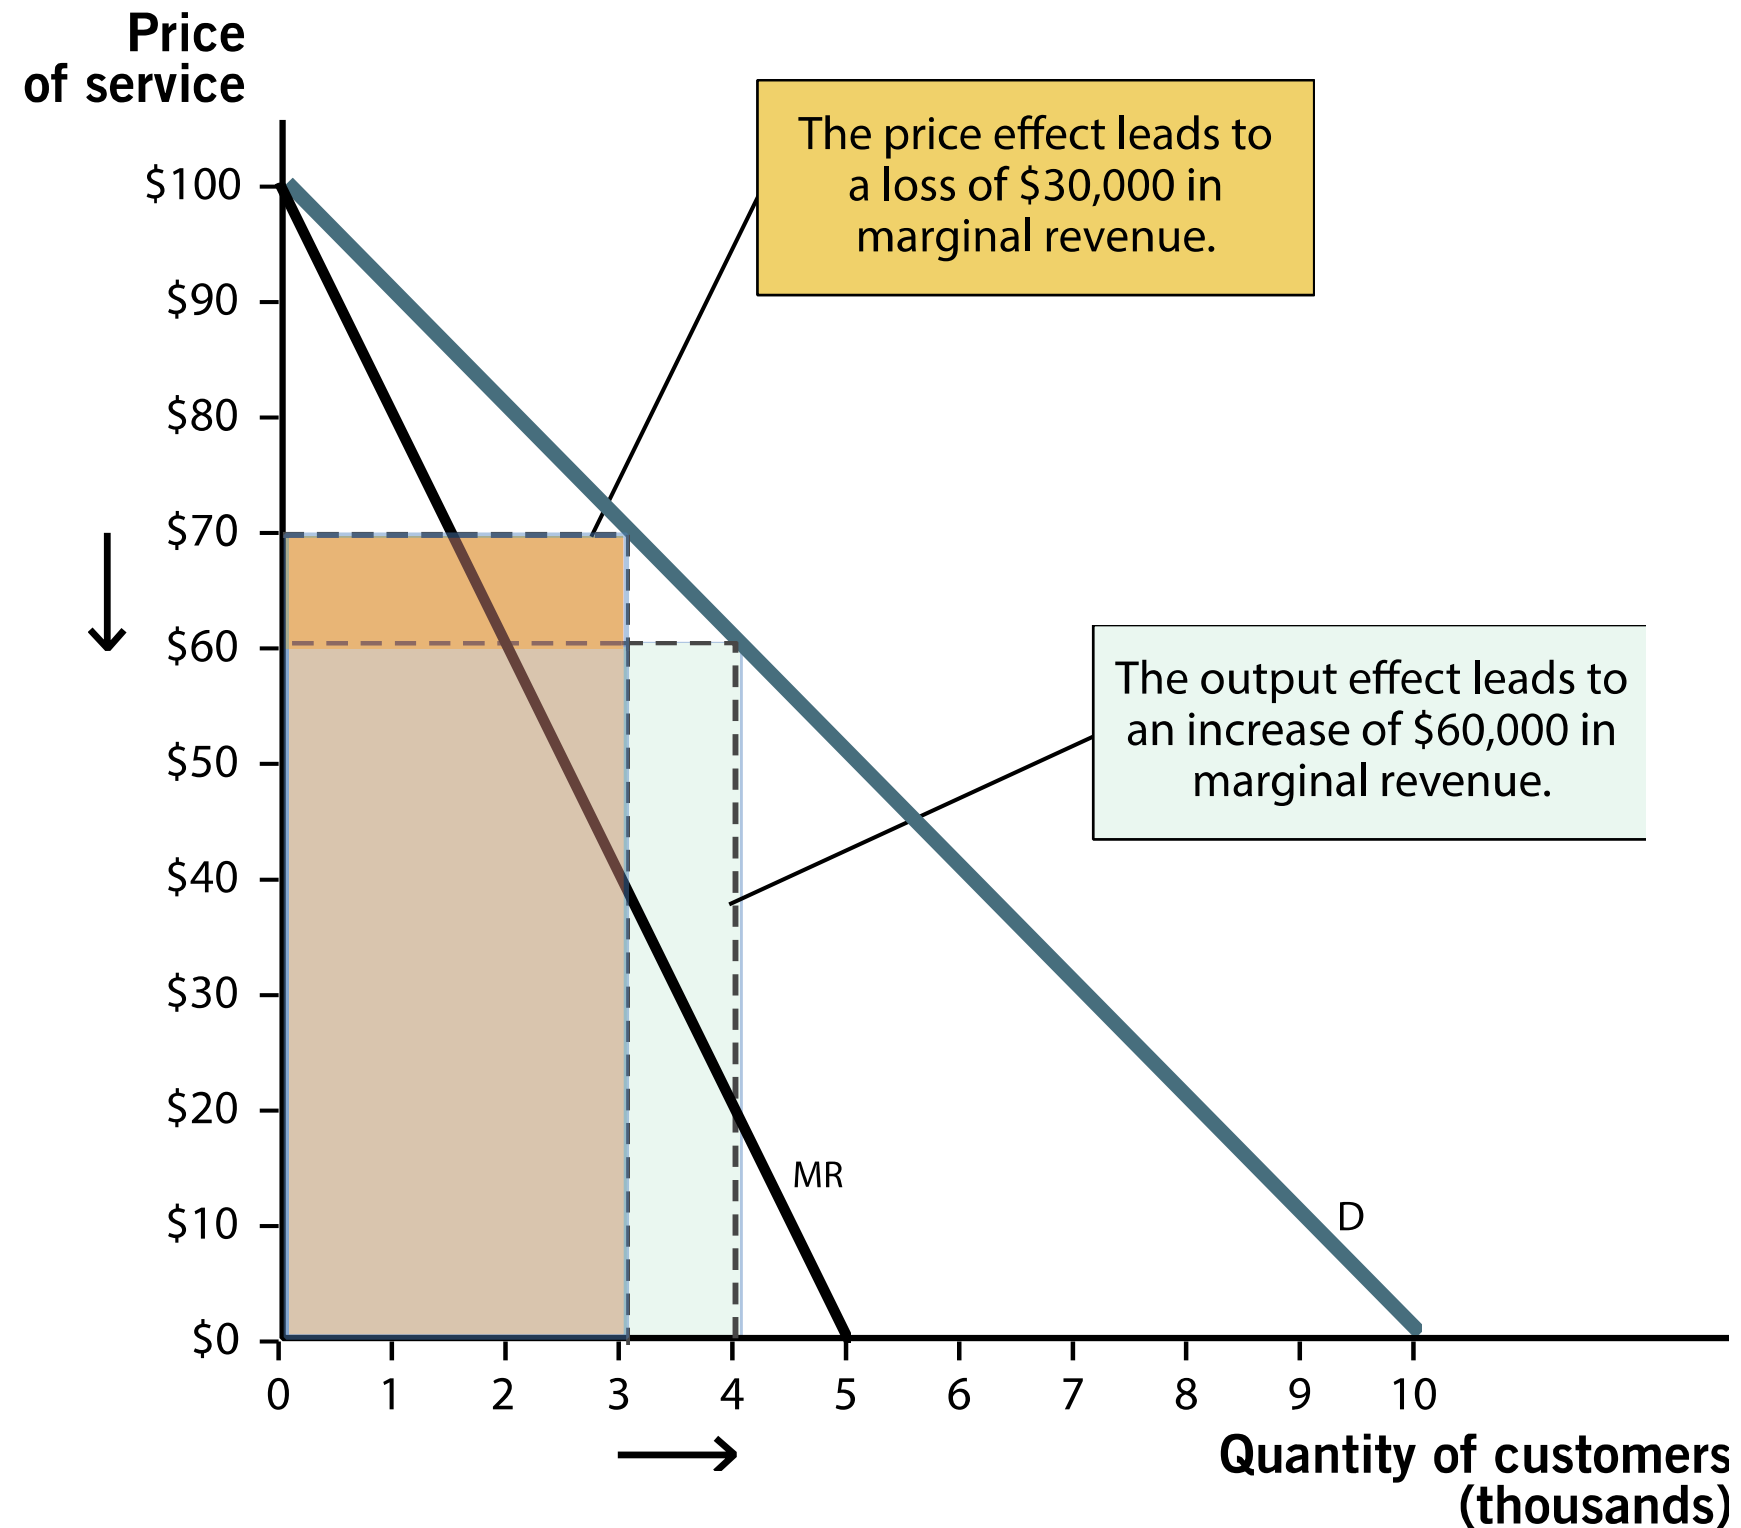 Price
of service
The price effect leads to
a loss of $30,000 in
marginal revenue.
$100
$90
$80
$70
$60
The output effect leads to
an increase of $60,000 in
marginal revenue.
$50
$40
$30
$20
MR
$10
D
$0
0 1 2 3 4 5 6 7 8 9 10
Quantity of customers
(thousands)